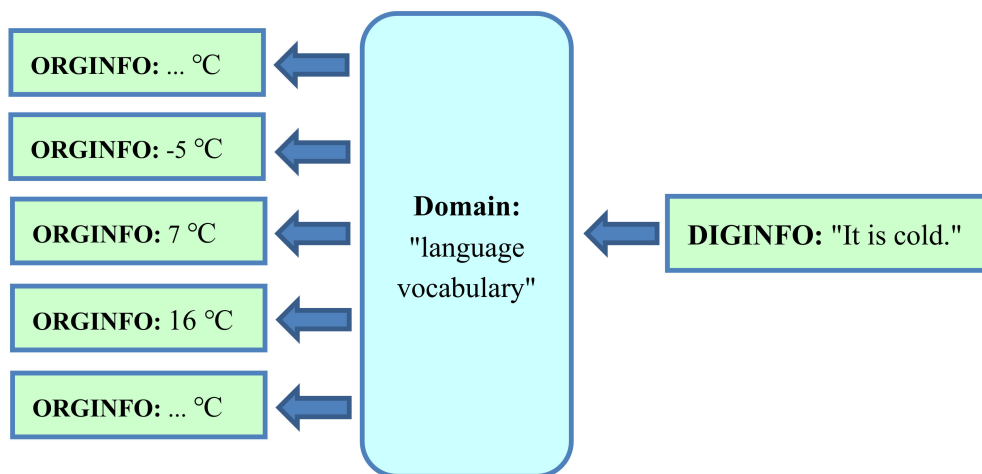 ORGINFO: ... ℃
ORGINFO: -5 ℃
ORGINFO: 7 ℃
ORGINFO: 16 ℃
ORGINFO: ... ℃
Domain:
"language
vocabulary"
DIGINFO: "It is cold."